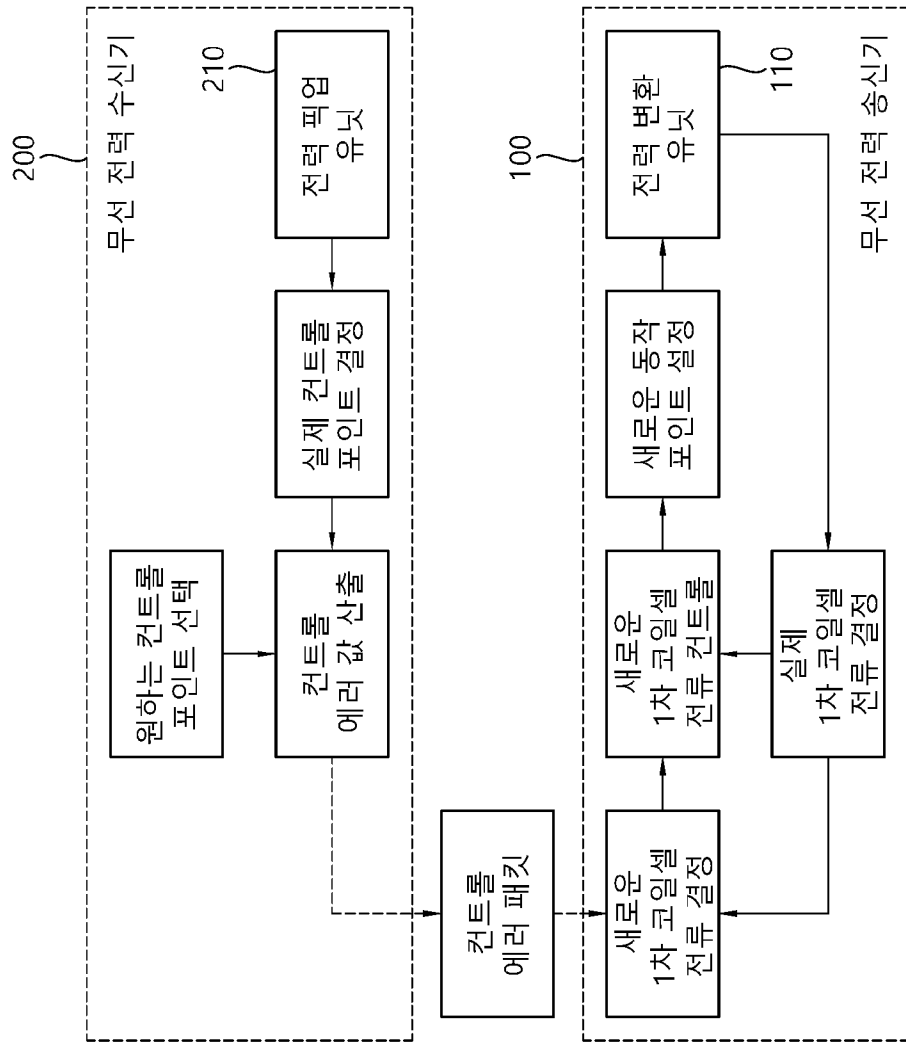 200
무선 전력 수신기
원하는 컨트롤
포인트 선택
컨트롤
에러 값 산출
실제 컨트롤
포인트 결정
전력 픽업
유닛
210
컨트롤
에러 패킷
100
새로운
1차 코일셀
전류 결정
새로운
1차 코일셀
전류 컨트롤
새로운 동작
포인트 설정
전력 변환
유닛
110
실제
1차 코일셀
전류 결정
무선 전력 송신기